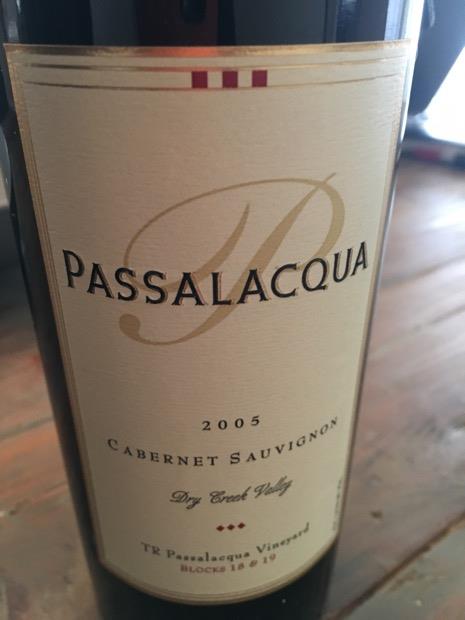 PASSALACQUA
2005
CABERNET SAUVIGNON
Dry Creek Valley
TR Passalacqua Vineyard
BLOCKS 18 & 19